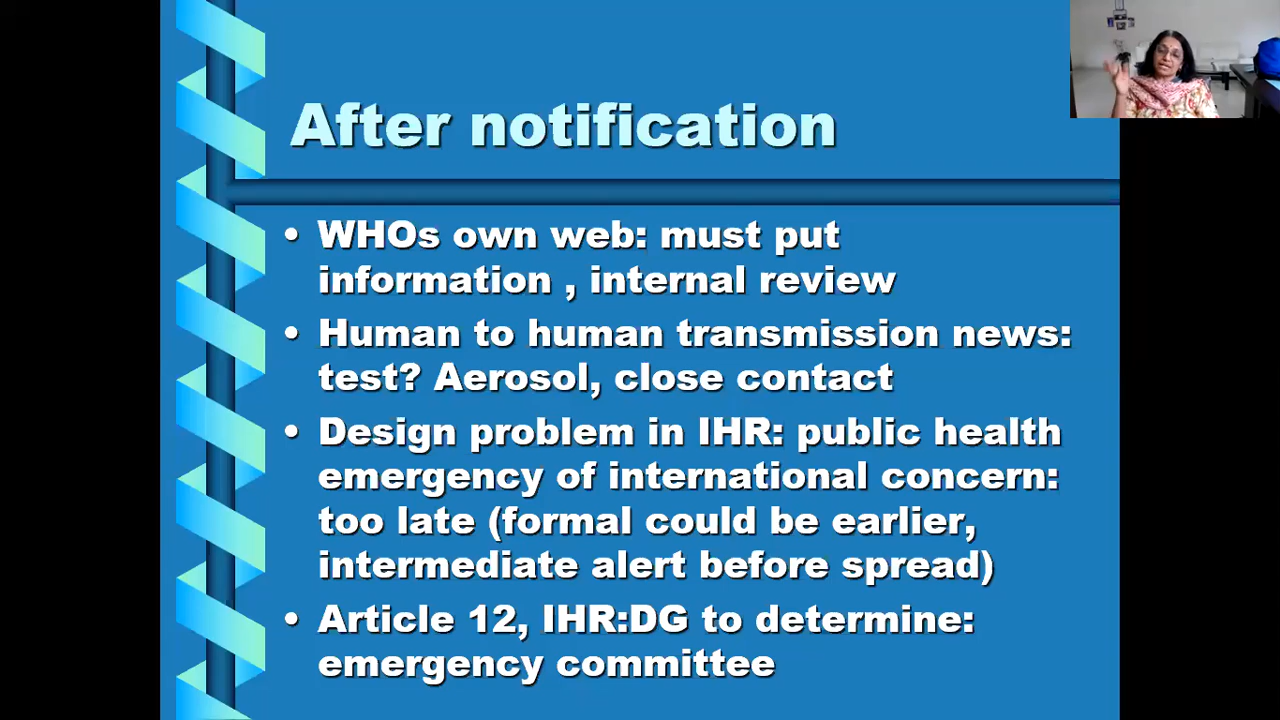 After notification
• WHOs own web: must put
information , internal review
• Human to human transmission news:
test? Aerosol, close contact
• Design problem in IHR: public health
emergency of international concern:
too late (formal could be earlier,
intermediate alert before spread)
• Article 12, IHR:DG to determine:
emergency committee